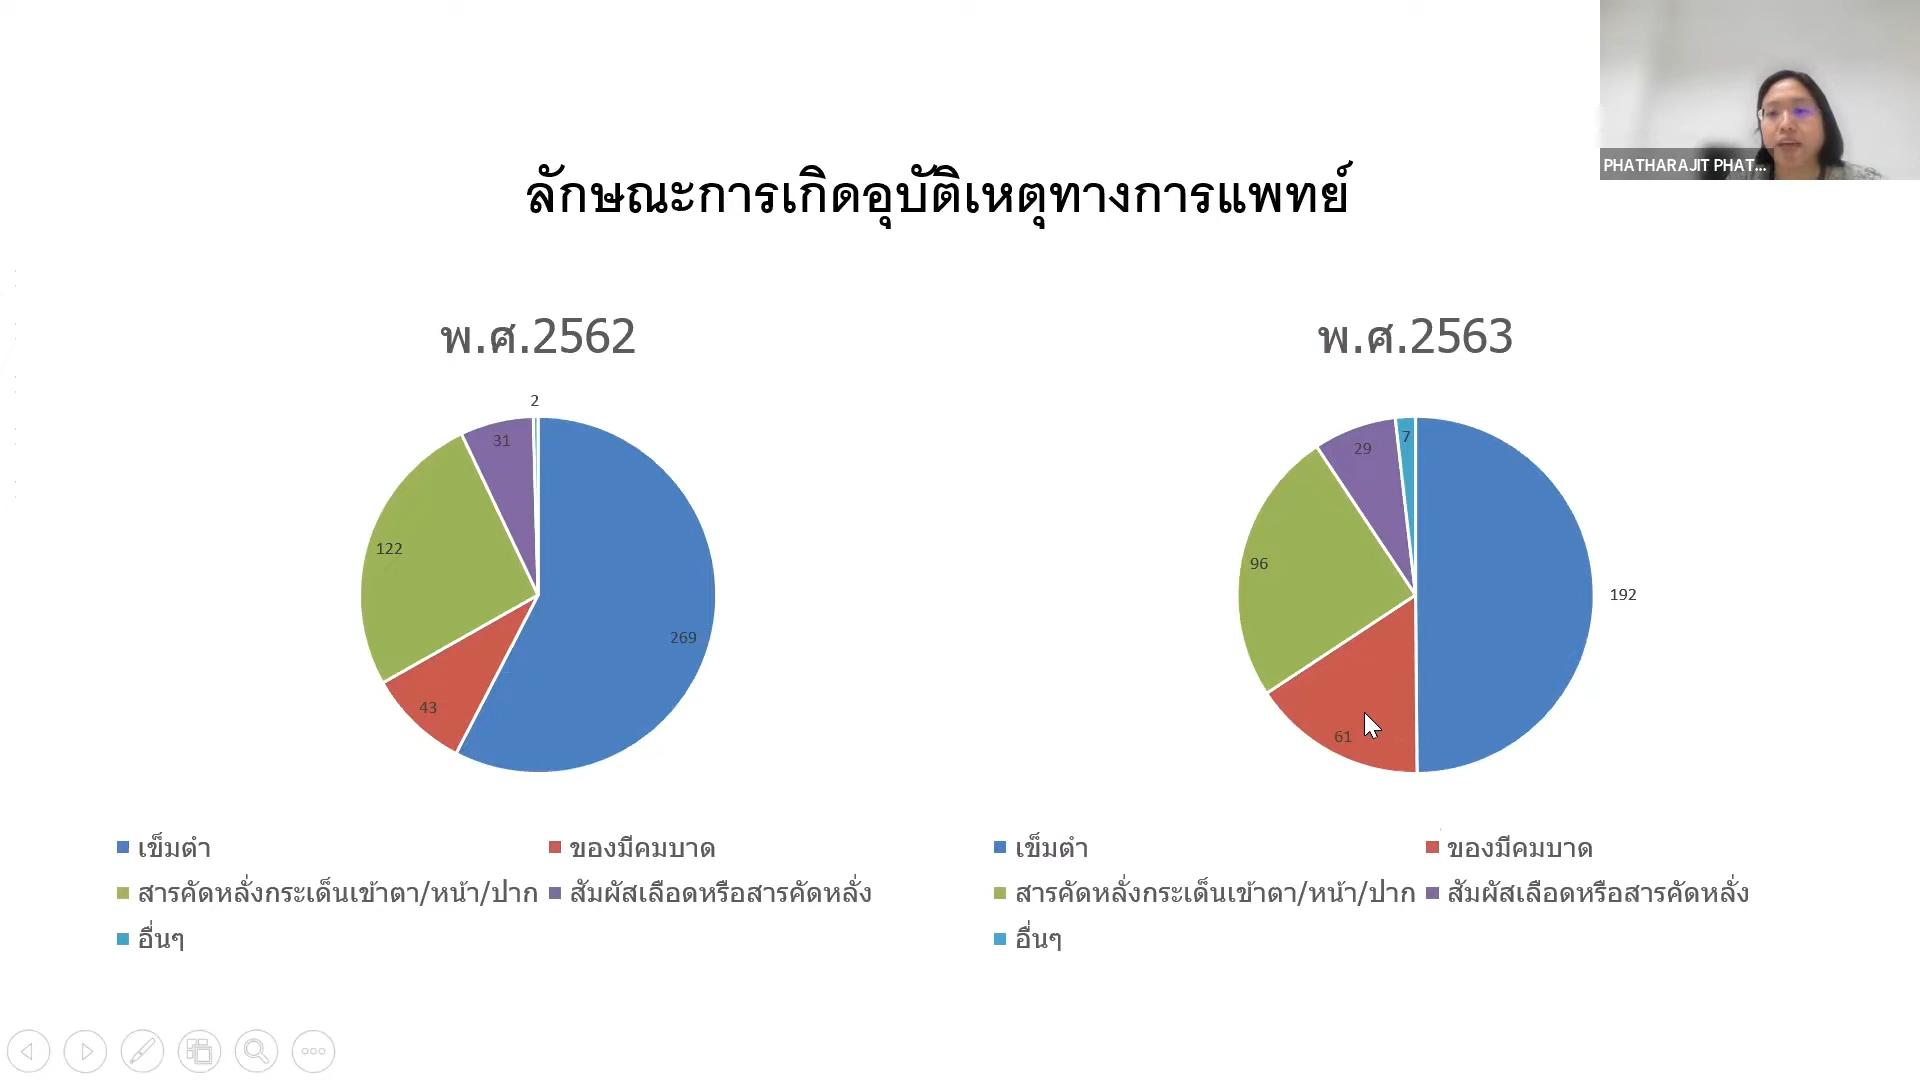 PHATHARAJIT PHAT...
ลักษณะการเกิดอุบัติเหตุทางการแพทย์
พ.ศ.2562
2
31
122
269
43
เข็มตำ
ของมีคมบาด
สารคัดหลั่งกระเด็นเข้าตา/หน้า/ปาก
สัมผัสเลือดหรือสารคัดหลั่ง
อื่นๆ
พ.ศ.2563
7
29
96
192
61
เข็มตำ
ของมีคมบาด
สารคัดหลั่งกระเด็นเข้าตา/หน้า/ปาก
สัมผัสเลือดหรือสารคัดหลั่ง
อื่นๆ